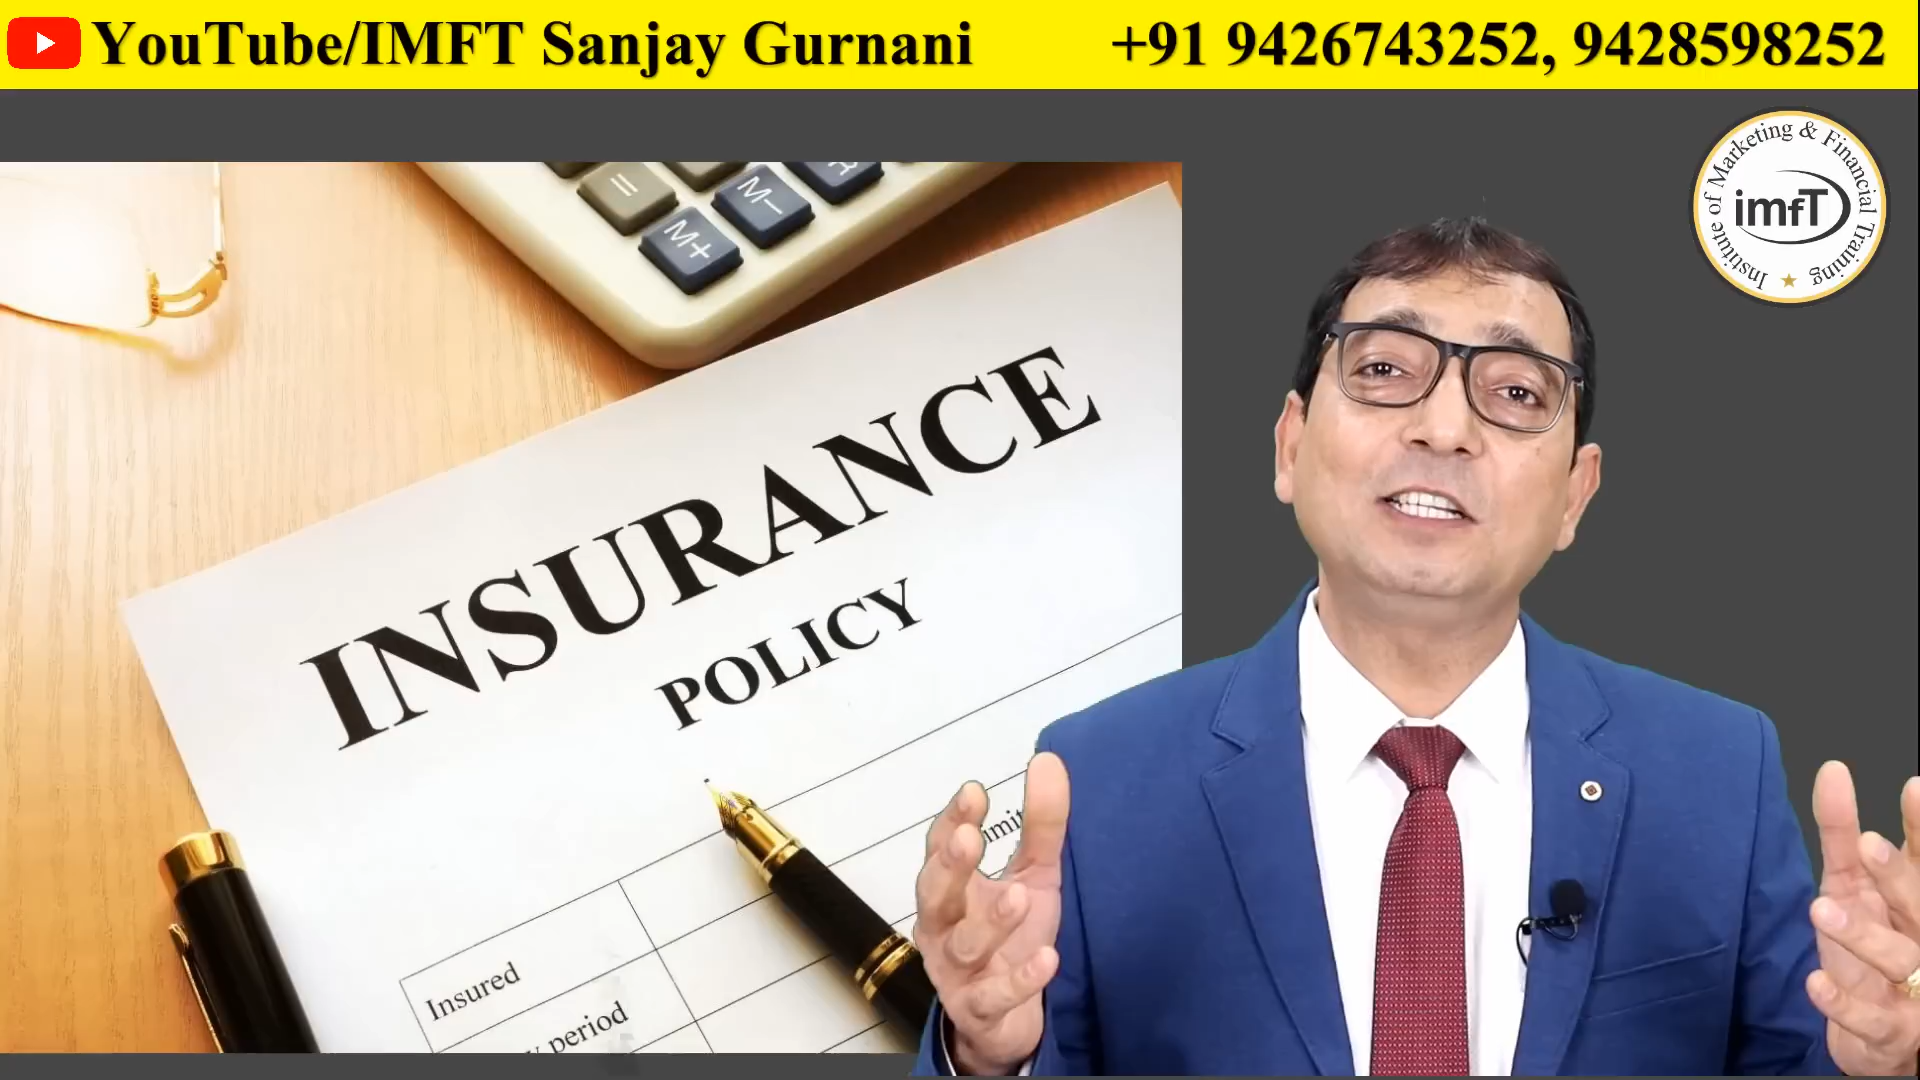 YouTube/IMFT Sanjay Gurnani +91 9426743252, 9428598252
Institute of Marketing & Financial Training
imfT
=
M-
M+
INSURANCE
POLICY
Insured
period